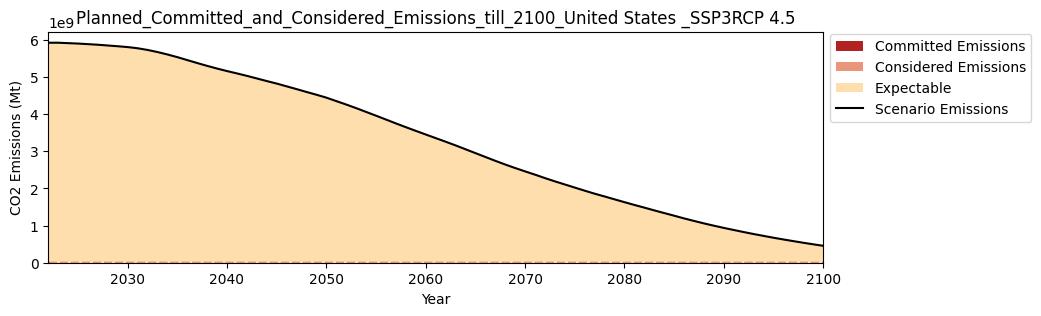 Planned_Committed_and_Considered_Emissions_till_2100_United States _SSP3RCP 4.5
1e9
6
5
4
3
2
1
0
CO2 Emissions (Mt)
2030 2040 2050 2060 2070 2080 2090 2100
Year
Committed Emissions
Considered Emissions
Expectable
Scenario Emissions